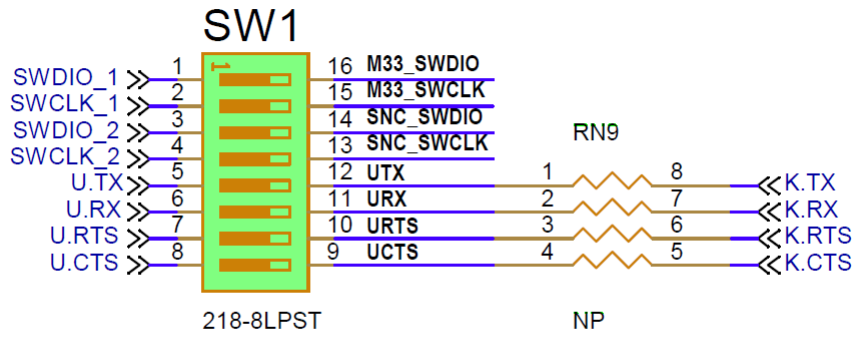 SW1
1
SWDIO_1 1 16 M33_SWDIO
SWCLK_1 2 15 M33_SWCLK
SWDIO_2 3 14 SNC_SWDIO
SWCLK_2 4 13 SNC_SWCLK
RN9
U.TX 5 12 UTX 1 8 K.TX
U.RX 6 11 URX 2 7 K.RX
U.RTS 7 10 URTS 3 6 K.RTS
U.CTS 8 9 UCTS 4 5 K.CTS
218-8LPST NP